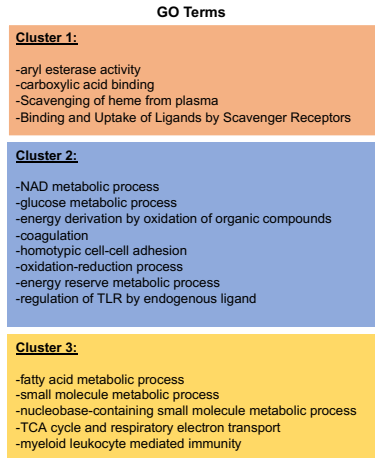 GO Terms
Cluster 1:
-aryl esterase activity
-carboxylic acid binding
-Scavenging of heme from plasma
-Binding and Uptake of Ligands by Scavenger Receptors
Cluster 2:
-NAD metabolic process
-glucose metabolic process
-energy derivation by oxidation of organic compounds
-coagulation
-homotypic cell-cell adhesion
-oxidation-reduction process
-energy reserve metabolic process
-regulation of TLR by endogenous ligand
Cluster 3:
-fatty acid metabolic process
-small molecule metabolic process
-nucleobase-containing small molecule metabolic process
-TCA cycle and respiratory electron transport
-myeloid leukocyte mediated immunity